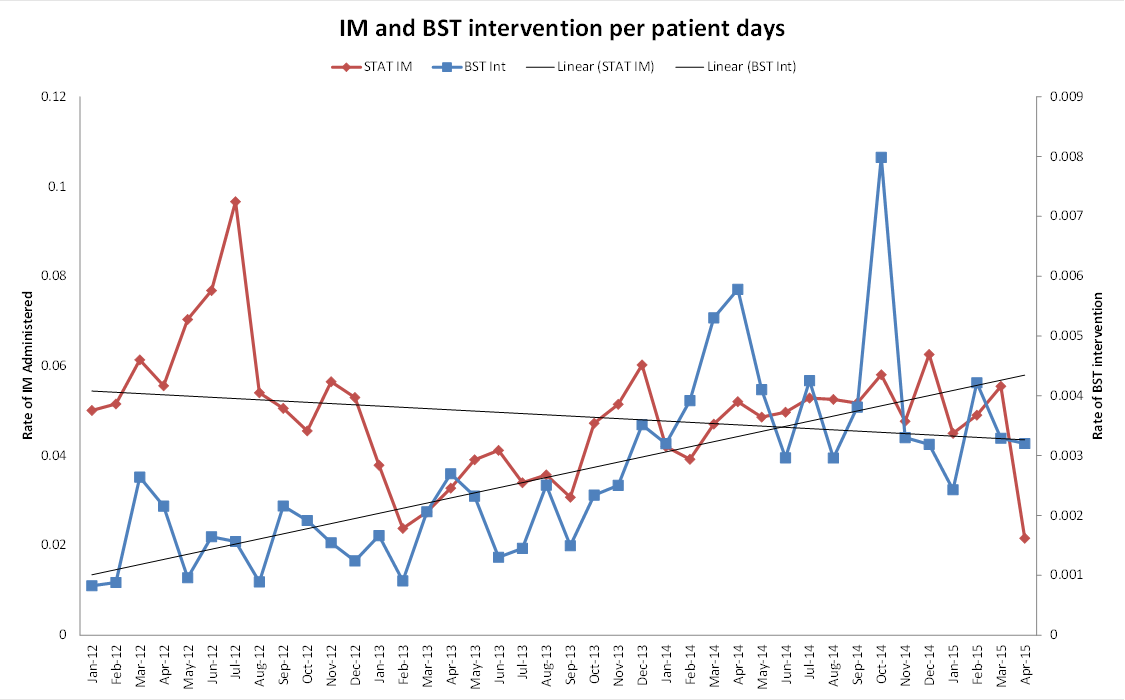 IM and BST intervention per patient days
STAT IM BST Int Linear (STAT IM) Linear (BST Int)
0.12
0.1
0.08
0.06
0.04
0.02
0
Rate of IM Administered
0.009
0.008
0.007
0.006
0.005
0.004
0.003
0.002
0.001
0
Rate of BST intervention
Jan-12
Feb-12
Mar-12
Apr-12
May-12
Jun-12
Jul-12
Aug-12
Sep-12
Oct-12
Nov-12
Dec-12
Jan-13
Feb-13
Mar-13
Apr-13
May-13
Jun-13
Jul-13
Aug-13
Sep-13
Oct-13
Nov-13
Dec-13
Jan-14
Feb-14
Mar-14
Apr-14
May-14
Jun-14
Jul-14
Aug-14
Sep-14
Oct-14
Nov-14
Dec-14
Jan-15
Feb-15
Mar-15
Apr-15